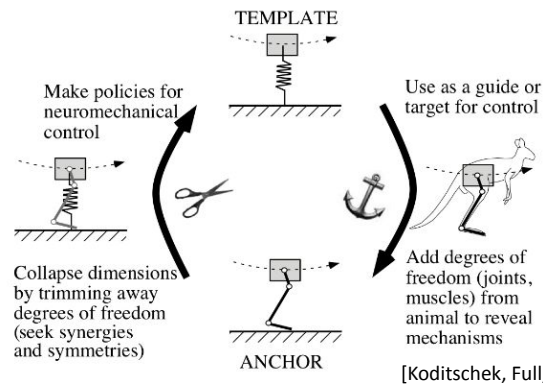 TEMPLATE
Make policies for
neuromechanical
control
Use as a guide or
target for control
Collapse dimensions
by trimming away
degrees of freedom
(seek synergies
and symmetries)
Add degrees of
freedom (joints,
muscles) from
animal to reveal
mechanisms
ANCHOR
[Koditschek, Full